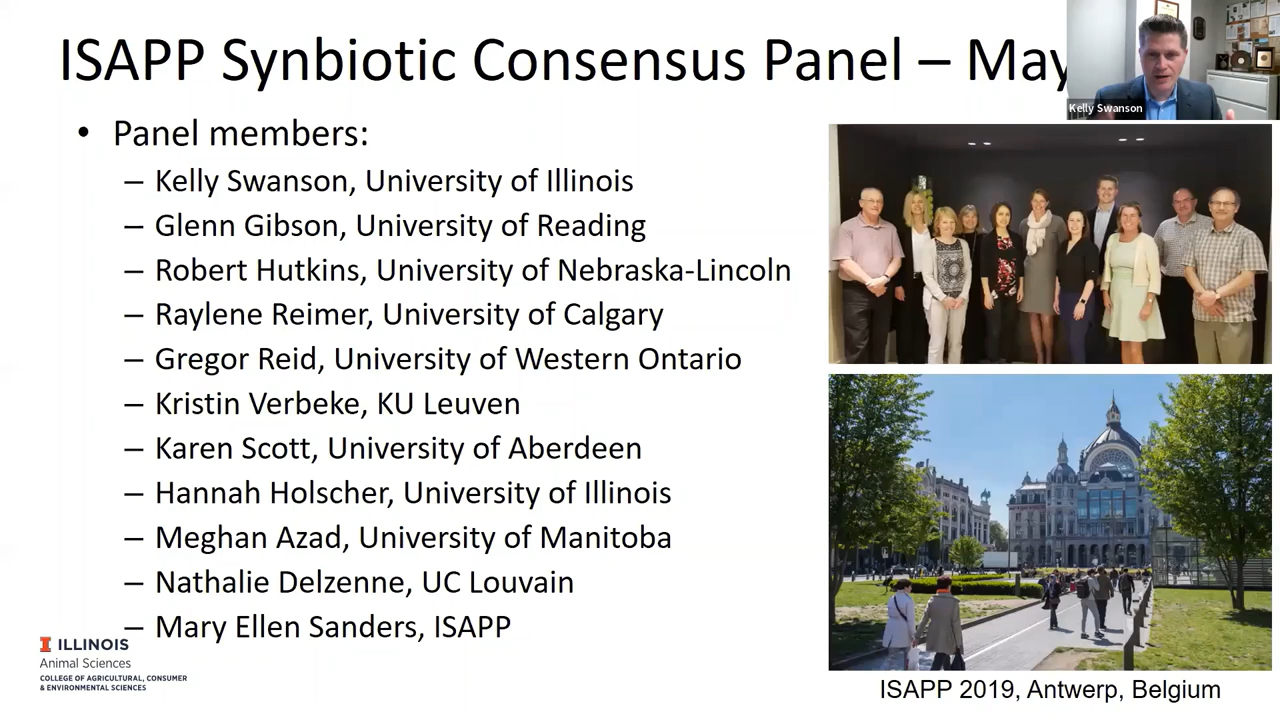 ISAPP Synbiotic Consensus Panel – May
Kelly Swanson
• Panel members:
– Kelly Swanson, University of Illinois
– Glenn Gibson, University of Reading
– Robert Hutkins, University of Nebraska-Lincoln
– Raylene Reimer, University of Calgary
– Gregor Reid, University of Western Ontario
– Kristin Verbeke, KU Leuven
– Karen Scott, University of Aberdeen
– Hannah Holscher, University of Illinois
– Meghan Azad, University of Manitoba
– Nathalie Delzenne, UC Louvain
– Mary Ellen Sanders, ISAPP
I ILLINOIS
Animal Sciences
COLLEGE OF AGRICULTURAL, CONSUMER
& ENVIRONMENTAL SCIENCES
ISAPP 2019, Antwerp, Belgium